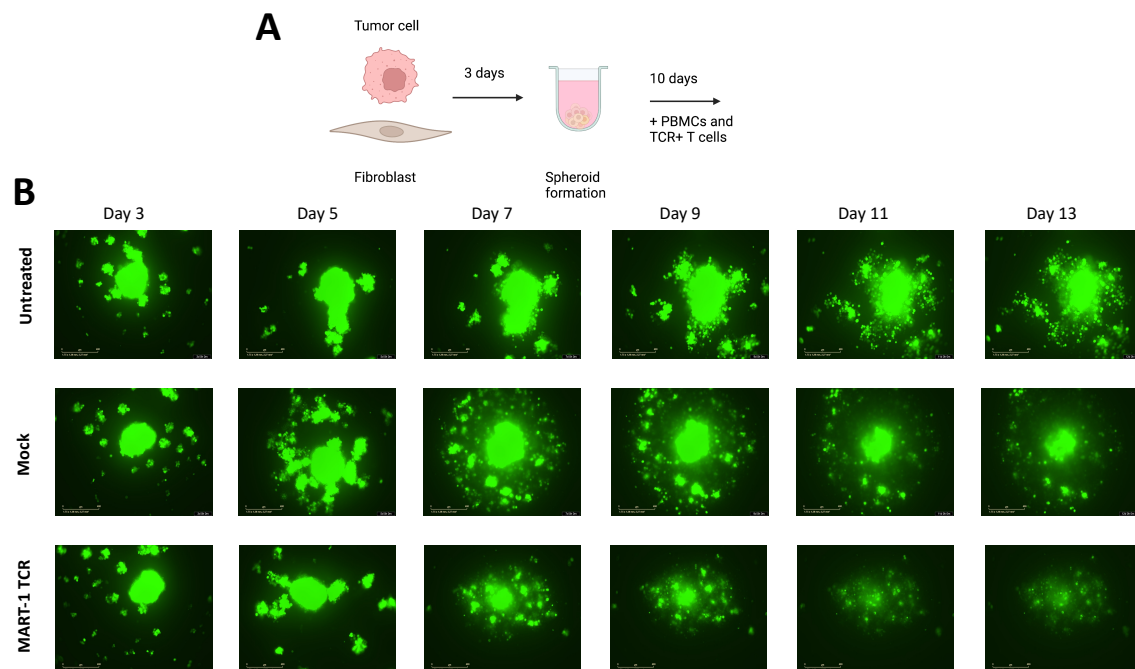 A
Tumor cell
3 days
10 days
+ PBMCs and
TCR+ T cells
Fibroblast
Spheroid
formation
B
Day 3
Day 5
Day 7
Day 9
Day 11
Day 13
Untreated
Mock
MART-1 TCR